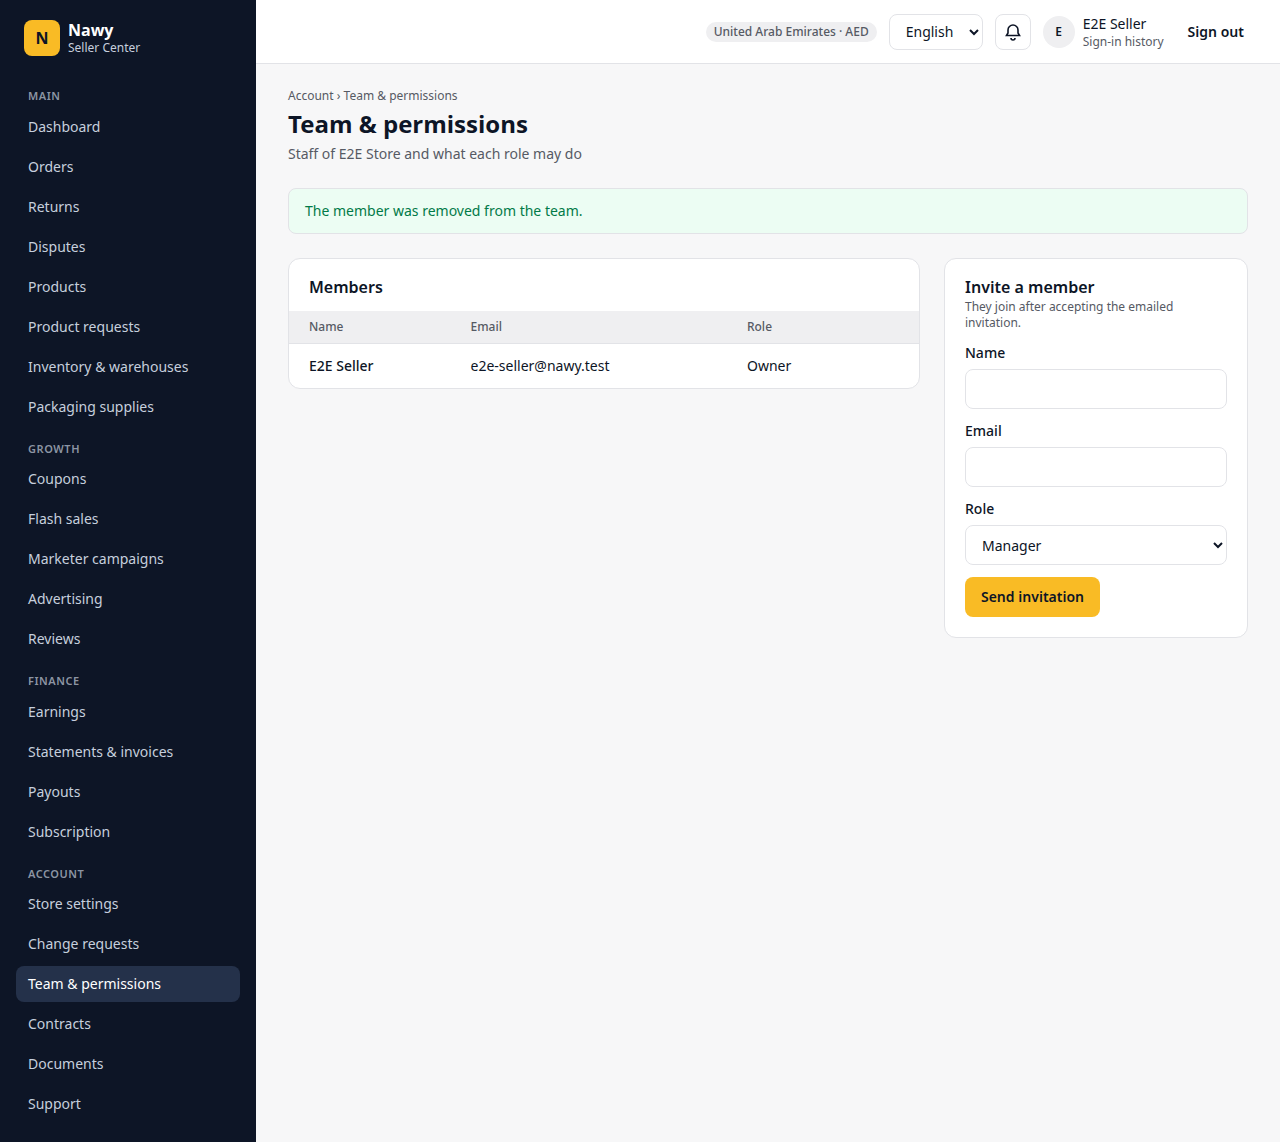 N
Nawy
Seller Center
MAIN
Dashboard
Orders
Returns
Disputes
Products
Product requests
Inventory & warehouses
Packaging supplies
GROWTH
Coupons
Flash sales
Marketer campaigns
Advertising
Reviews
FINANCE
Earnings
Statements & invoices
Payouts
Subscription
ACCOUNT
Store settings
Change requests
Team & permissions
Contracts
Documents
Support
United Arab Emirates · AED
English
E
E2E Seller
Sign-in history
Sign out
Account › Team & permissions
Team & permissions
Staff of E2E Store and what each role may do
The member was removed from the team.
Members
Name Email Role
E2E Seller e2e-seller@nawy.test Owner
Invite a member
They join after accepting the emailed
invitation.
Name
Email
Role
Manager
Send invitation